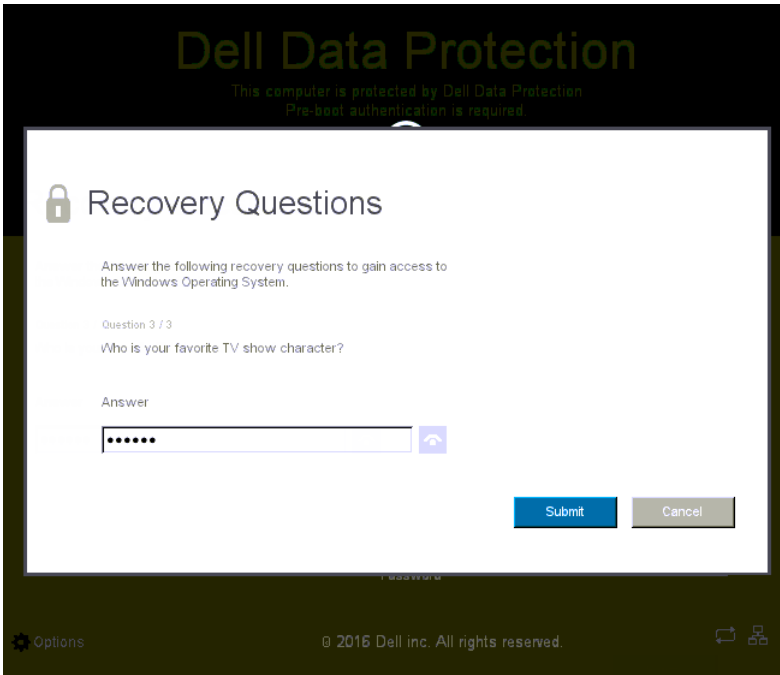 Dell Data Protection
This computer is protected by Dell Data Protection
Pre-boot authentication is required.
Recovery Questions
Answer the following recovery questions to gain access to
the Windows Operating System.
Question 3 / 3
Who is your favorite TV show character?
Answer
••••••
Submit
Cancel
Password
Options
© 2016 Dell inc. All rights reserved.